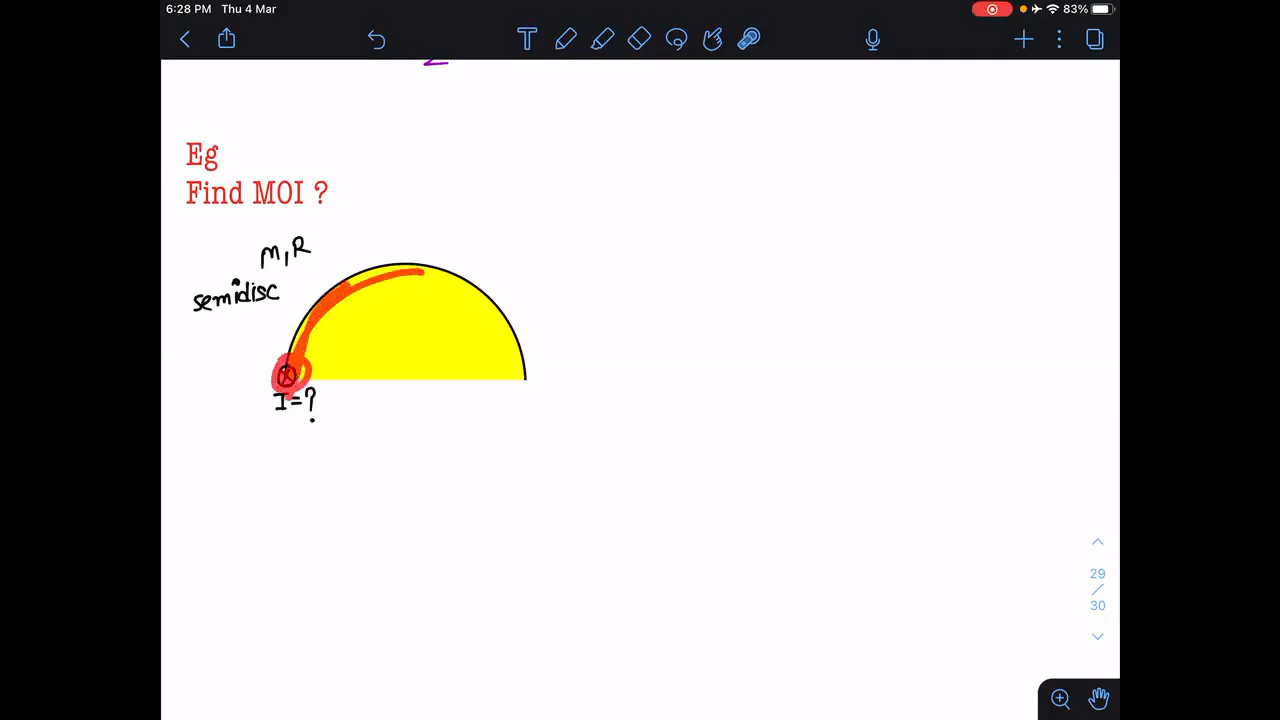 6:28 PM Thu 4 Mar 83%
Eg
Find MOI ?
M, R
semidisc
I = ?
29
/
30